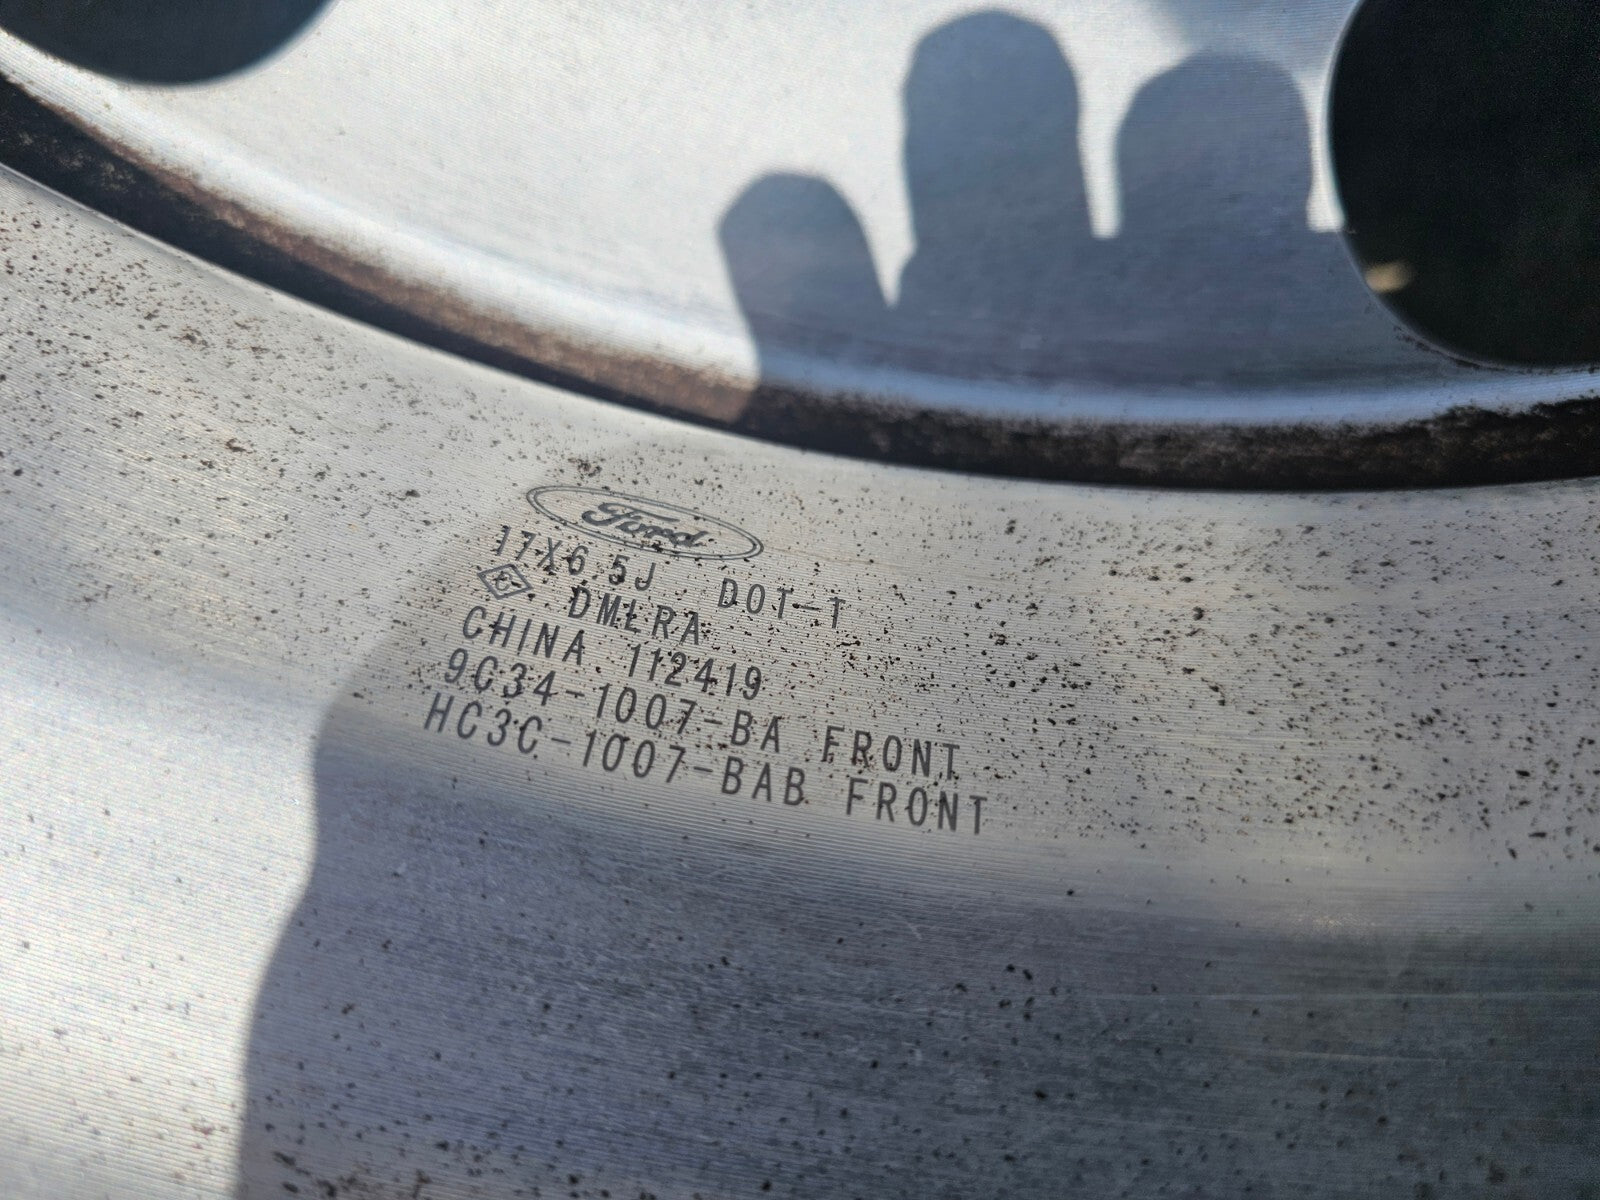 Ford
17X6.5J DOT-T
DMLRA
CHINA 112419
9C34-1007-BA FRONT
HC3C-1007-BAB FRONT